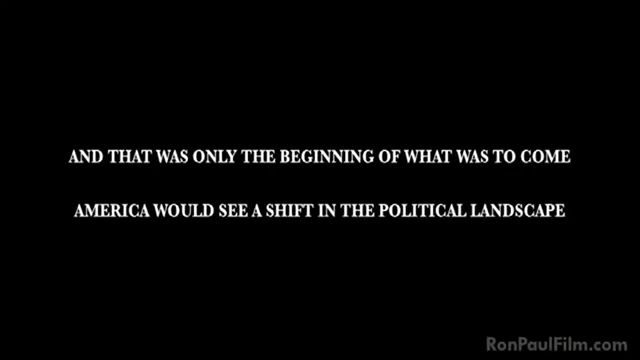 AND THAT WAS ONLY THE BEGINNING OF WHAT WAS TO COME
AMERICA WOULD SEE A SHIFT IN THE POLITICAL LANDSCAPE
RonPaulFilm.com